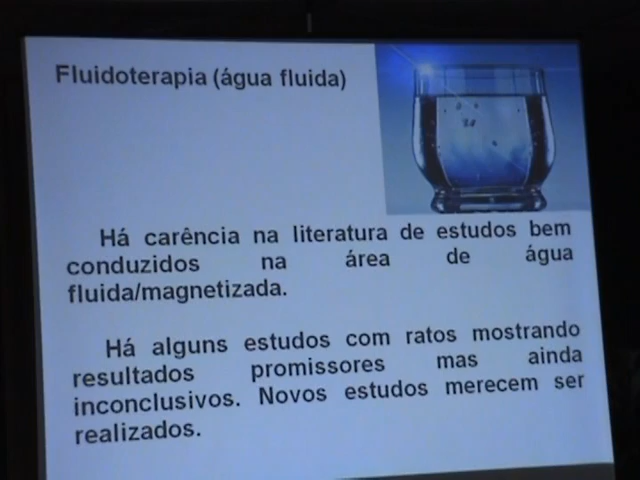 Fluidoterapia (água fluida)
Há carência na literatura de estudos bem
conduzidos na área de água
fluida/magnetizada.
Há alguns estudos com ratos mostrando
resultados promissores mas ainda
inconclusivos. Novos estudos merecem ser
realizados.